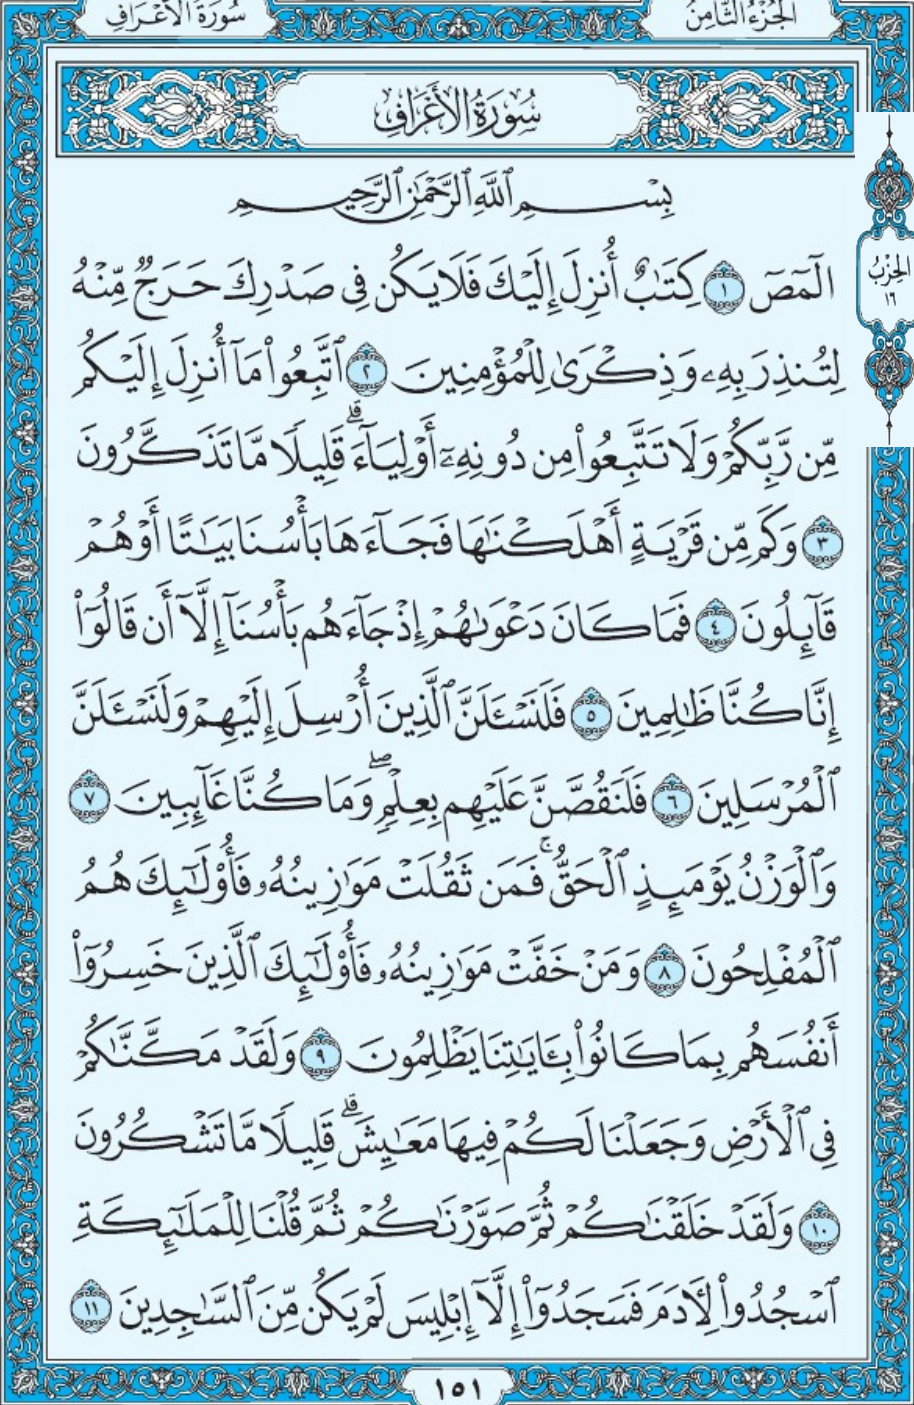 الجُزْءُ الثَّامِنُ
سُورَةُ الأَعْرَافِ
سُورَةُ الأَعْرَافِ
بِسْمِ ٱللَّهِ ٱلرَّحْمَٰنِ ٱلرَّحِيمِ
الٓمٓصٓ ١ كِتَٰبٌ أُنزِلَ إِلَيْكَ فَلَا يَكُن فِى صَدْرِكَ حَرَجٌ مِّنْهُ
لِتُنذِرَ بِهِۦ وَذِكْرَىٰ لِلْمُؤْمِنِينَ ٢ ٱتَّبِعُوا۟ مَآ أُنزِلَ إِلَيْكُم
مِّن رَّبِّكُمْ وَلَا تَتَّبِعُوا۟ مِن دُونِهِۦٓ أَوْلِيَآءَ ۗ قَلِيلًا مَّا تَذَكَّرُونَ
٣ وَكَم مِّن قَرْيَةٍ أَهْلَكْنَٰهَا فَجَآءَهَا بَأْسُنَا بَيَٰتًا أَوْ هُمْ
قَآئِلُونَ ٤ فَمَا كَانَ دَعْوَىٰهُمْ إِذْ جَآءَهُم بَأْسُنَآ إِلَّآ أَن قَالُوٓا۟
إِنَّا كُنَّا ظَٰلِمِينَ ٥ فَلَنَسْـَٔلَنَّ ٱلَّذِينَ أُرْسِلَ إِلَيْهِمْ وَلَنَسْـَٔلَنَّ
ٱلْمُرْسَلِينَ ٦ فَلَنَقُصَّنَّ عَلَيْهِم بِعِلْمٍ ۖ وَمَا كُنَّا غَآئِبِينَ ٧
وَٱلْوَزْنُ يَوْمَئِذٍ ٱلْحَقُّ ۚ فَمَن ثَقُلَتْ مَوَٰزِينُهُۥ فَأُو۟لَٰٓئِكَ هُمُ
ٱلْمُفْلِحُونَ ٨ وَمَنْ خَفَّتْ مَوَٰزِينُهُۥ فَأُو۟لَٰٓئِكَ ٱلَّذِينَ خَسِرُوٓا۟
أَنفُسَهُم بِمَا كَانُوا۟ بِـَٔايَٰتِنَا يَظْلِمُونَ ٩ وَلَقَدْ مَكَّنَّٰكُمْ
فِى ٱلْأَرْضِ وَجَعَلْنَا لَكُمْ فِيهَا مَعَٰيِشَ ۗ قَلِيلًا مَّا تَشْكُرُونَ
١٠ وَلَقَدْ خَلَقْنَٰكُمْ ثُمَّ صَوَّرْنَٰكُمْ ثُمَّ قُلْنَا لِلْمَلَٰٓئِكَةِ
ٱسْجُدُوا۟ لِـَٔادَمَ فَسَجَدُوٓا۟ إِلَّآ إِبْلِيسَ لَمْ يَكُن مِّنَ ٱلسَّٰجِدِينَ ١١
الحِزْبُ
١٦
١٥١